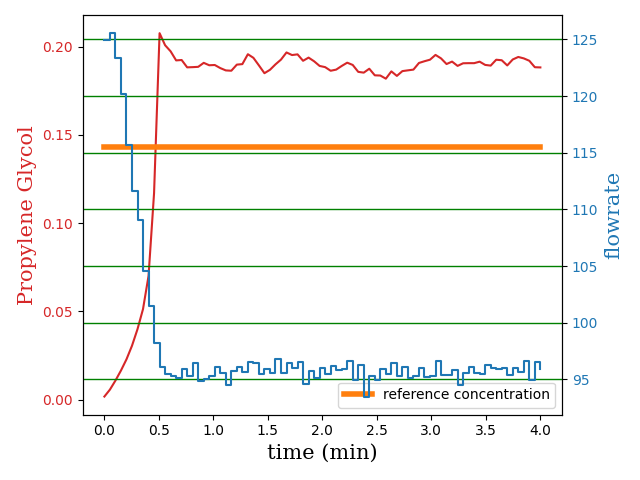 Propylene Glycol
0.20
0.15
0.10
0.05
0.00
125
120
115
110
105
100
95
flowrate
reference concentration
0.0 0.5 1.0 1.5 2.0 2.5 3.0 3.5 4.0
time (min)